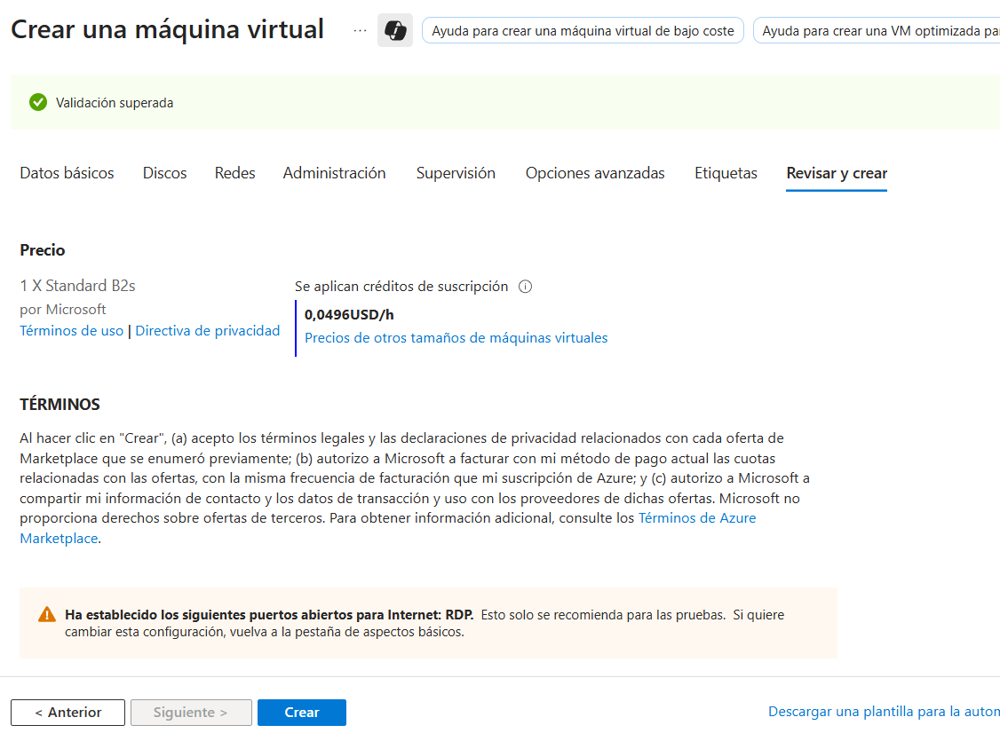 Crear una máquina virtual
...
Ayuda para crear una máquina virtual de bajo coste
Ayuda para crear una VM optimizada
Validación superada
Datos básicos
Discos
Redes
Administración
Supervisión
Opciones avanzadas
Etiquetas
Revisar y crear
Precio
1 X Standard B2s
por Microsoft
Términos de uso | Directiva de privacidad
Se aplican créditos de suscripción
0,0496USD/h
Precios de otros tamaños de máquinas virtuales
TÉRMINOS
Al hacer clic en "Crear", (a) acepto los términos legales y las declaraciones de privacidad relacionados con cada oferta de
Marketplace que se enumeró previamente; (b) autorizo a Microsoft a facturar con mi método de pago actual las cuotas
relacionadas con las ofertas, con la misma frecuencia de facturación que mi suscripción de Azure; y (c) autorizo a Microsoft a
compartir mi información de contacto y los datos de transacción y uso con los proveedores de dichas ofertas. Microsoft no
proporciona derechos sobre ofertas de terceros. Para obtener información adicional, consulte los Términos de Azure
Marketplace.
Ha establecido los siguientes puertos abiertos para Internet: RDP. Esto solo se recomienda para las pruebas. Si quiere
cambiar esta configuración, vuelva a la pestaña de aspectos básicos.
< Anterior
Siguiente >
Crear
Descargar una plantilla para la